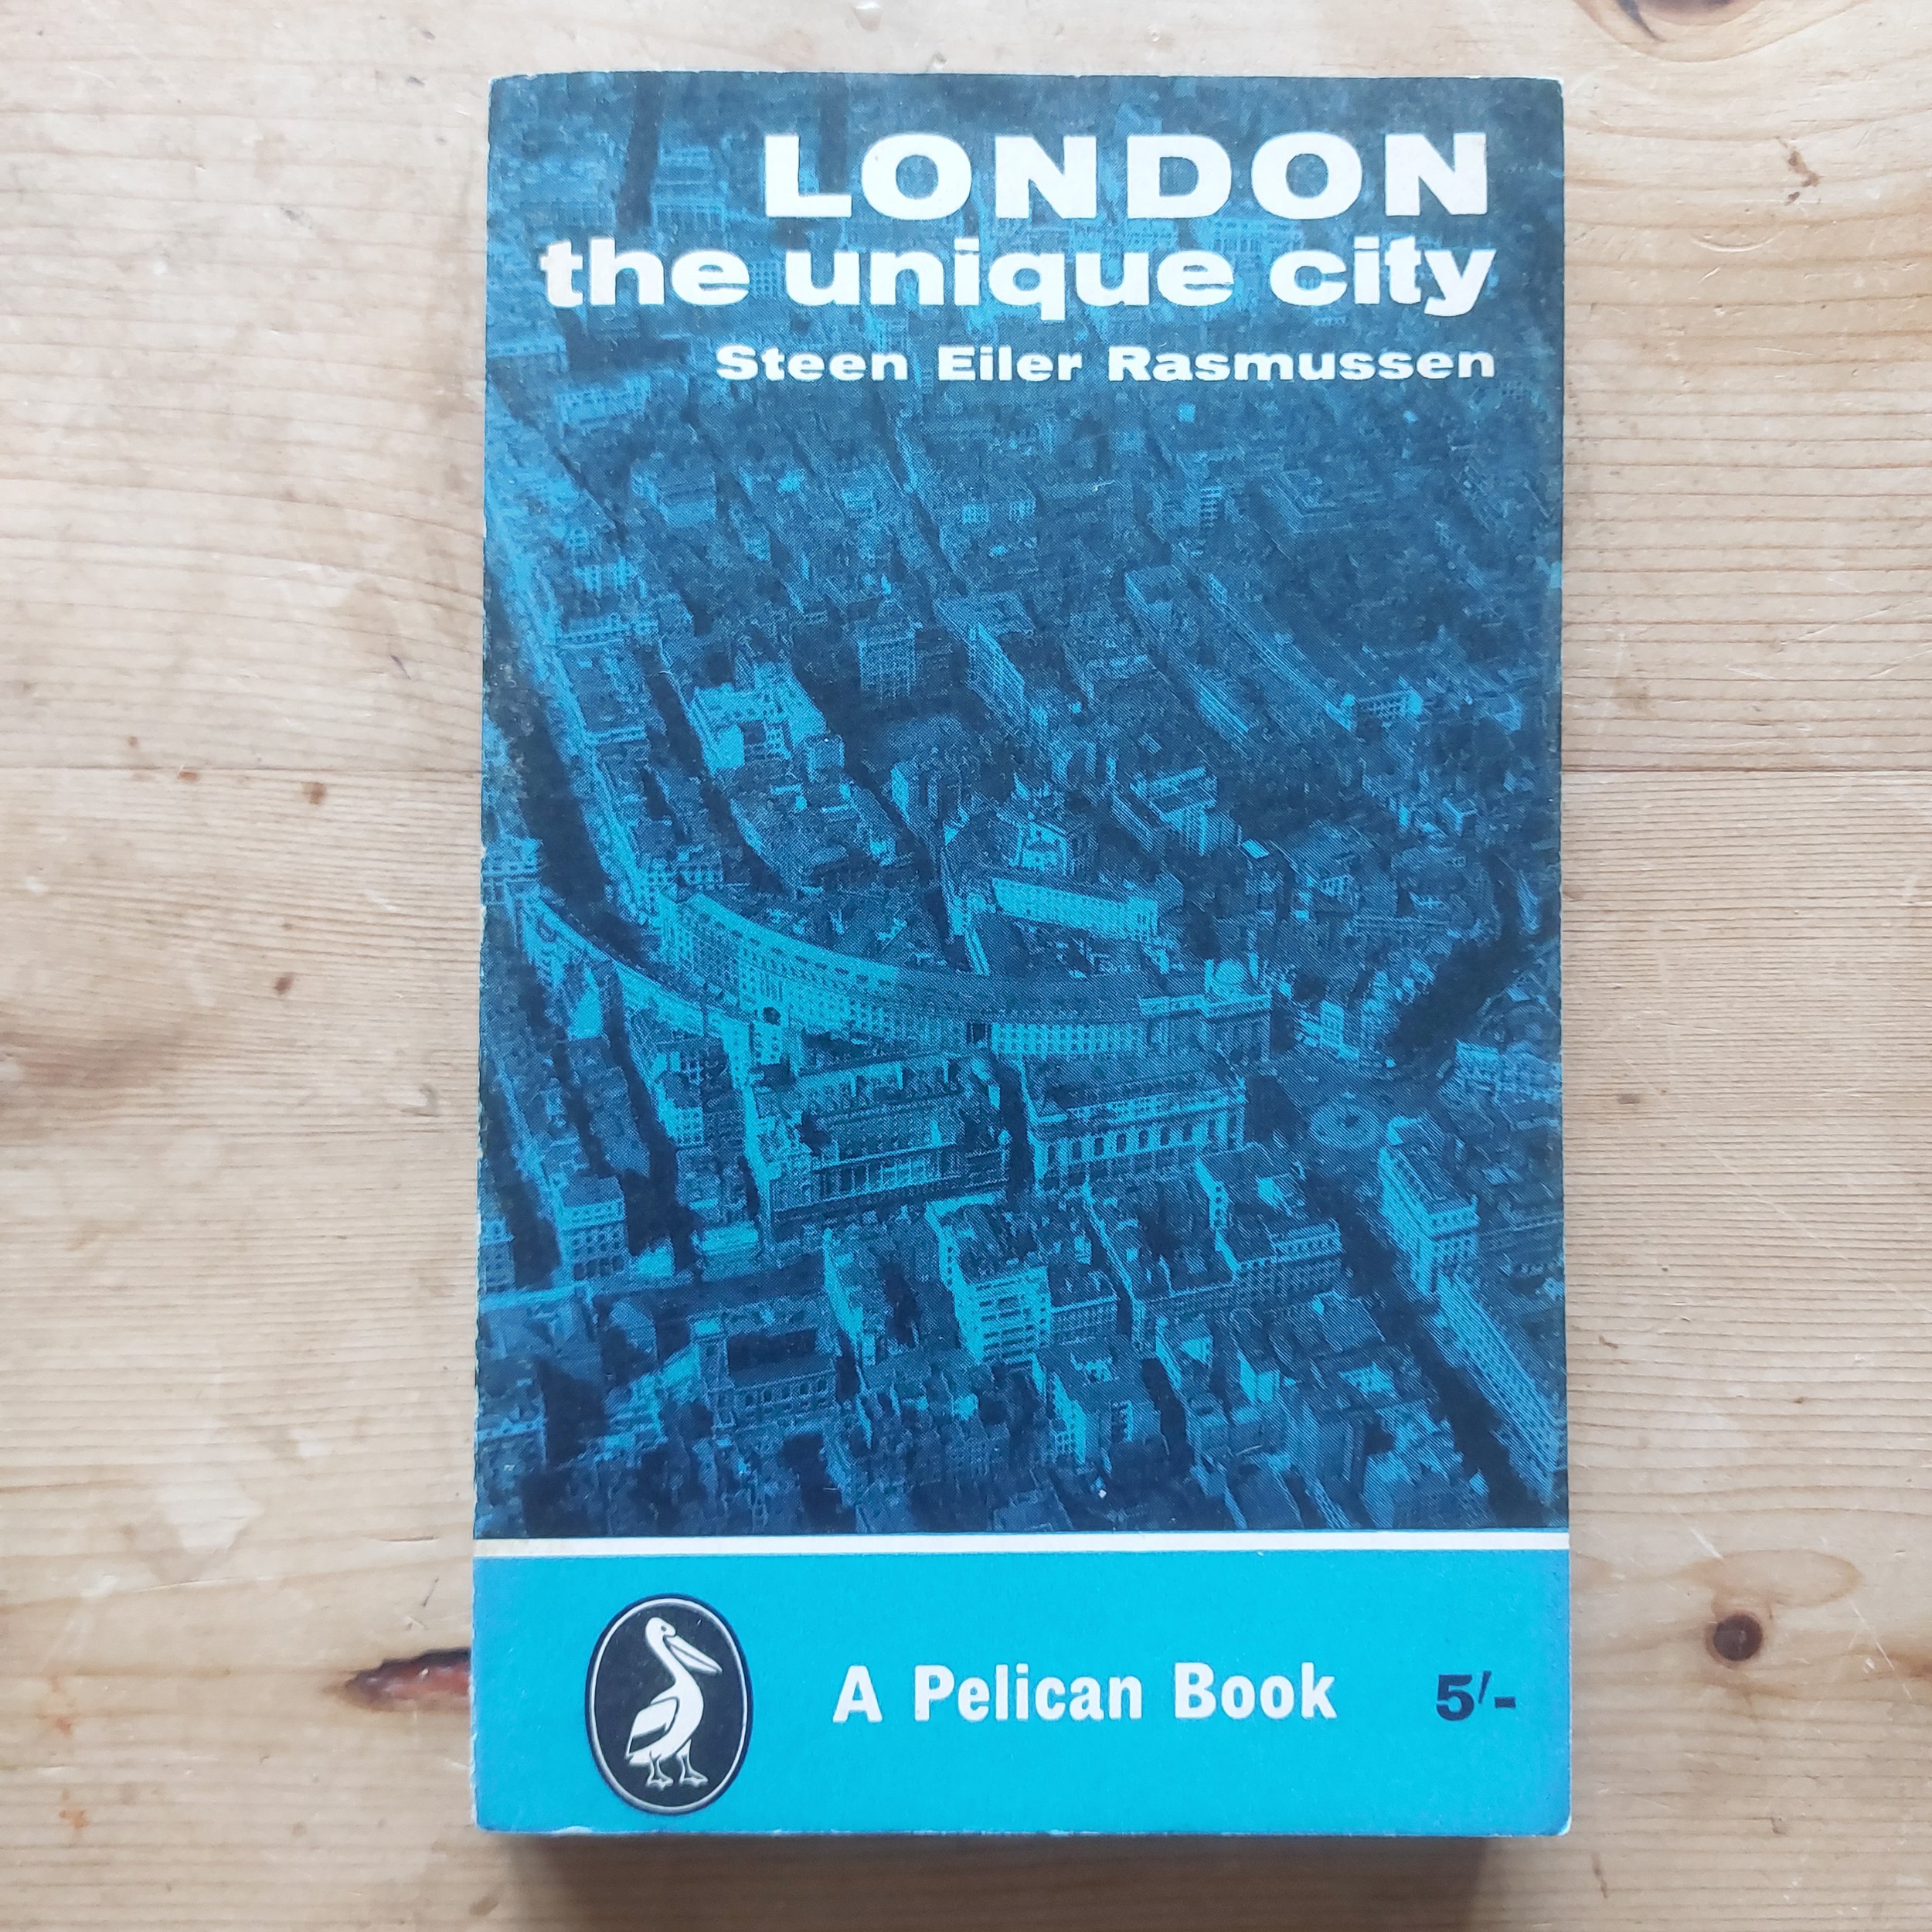 LONDON
the unique city
Steen Eiler Rasmussen
A Pelican Book 5/-